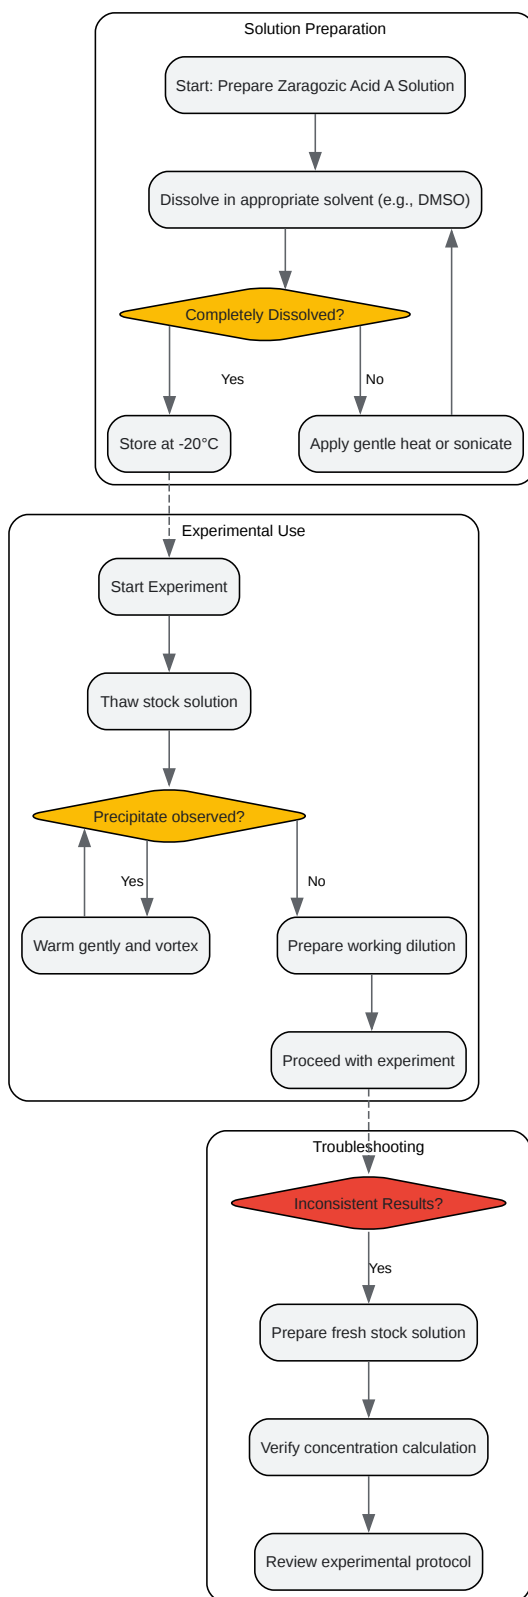 Solution Preparation
Start: Prepare Zaragozic Acid A Solution
Dissolve in appropriate solvent (e.g., DMSO)
Completely Dissolved?
Yes
No
Store at -20°C
Apply gentle heat or sonicate
Experimental Use
Start Experiment
Thaw stock solution
Precipitate observed?
Yes
No
Warm gently and vortex
Prepare working dilution
Proceed with experiment
Troubleshooting
Inconsistent Results?
Yes
Prepare fresh stock solution
Verify concentration calculation
Review experimental protocol